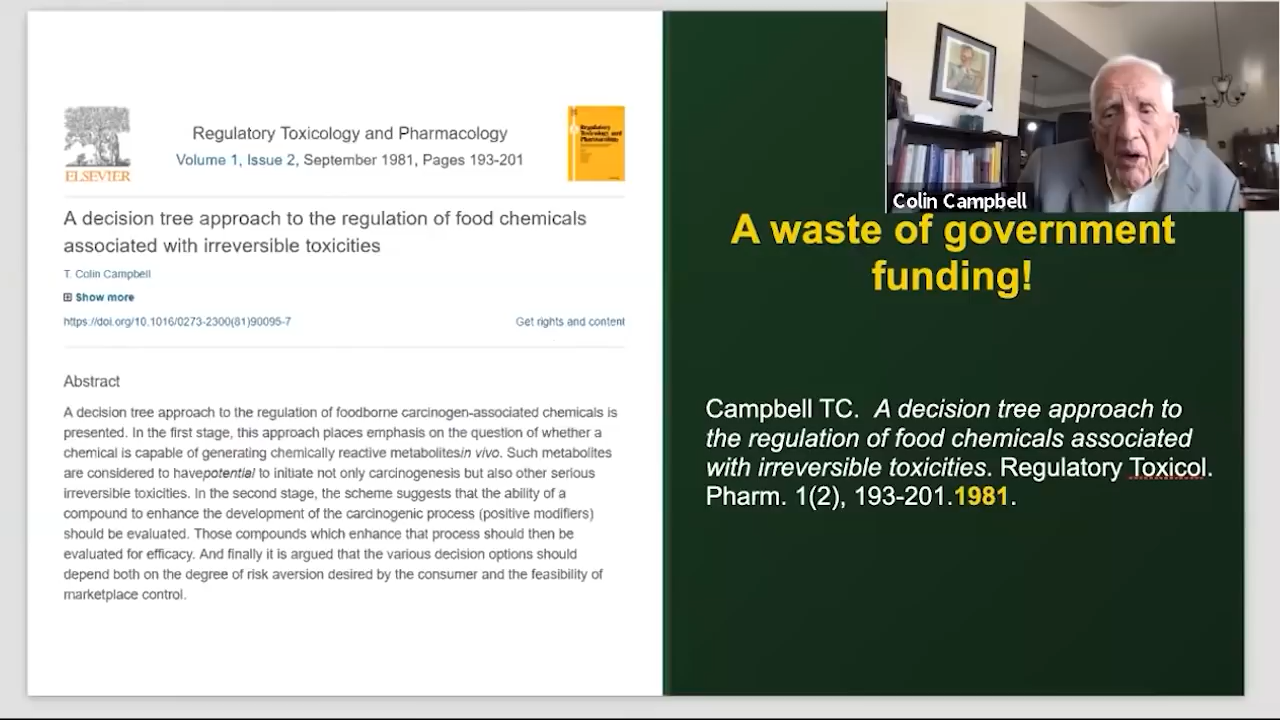 ELSEVIER
Regulatory Toxicology and Pharmacology
Volume 1, Issue 2, September 1981, Pages 193-201
Regulatory
Toxicology and
Pharmacology
A decision tree approach to the regulation of food chemicals
associated with irreversible toxicities
T. Colin Campbell
Show more
https://doi.org/10.1016/0273-2300(81)90095-7
Get rights and content
Abstract
A decision tree approach to the regulation of foodborne carcinogen-associated chemicals is
presented. In the first stage, this approach places emphasis on the question of whether a
chemical is capable of generating chemically reactive metabolitesin vivo. Such metabolites
are considered to havepotential to initiate not only carcinogenesis but also other serious
irreversible toxicities. In the second stage, the scheme suggests that the ability of a
compound to enhance the development of the carcinogenic process (positive modifiers)
should be evaluated. Those compounds which enhance that process should then be
evaluated for efficacy. And finally it is argued that the various decision options should
depend both on the degree of risk aversion desired by the consumer and the feasibility of
marketplace control.
Colin Campbell
A waste of government
funding!
Campbell TC. A decision tree approach to
the regulation of food chemicals associated
with irreversible toxicities. Regulatory Toxicol.
Pharm. 1(2), 193-201.1981.